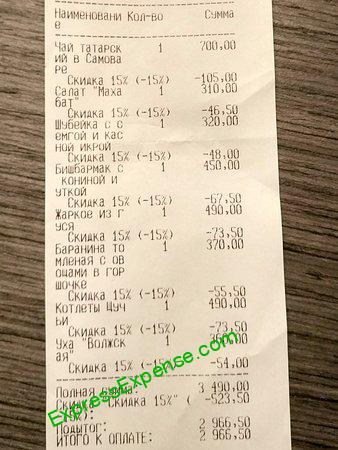 Наименовани Кол-во Сумма
е
Чай татарск 1 700,00
ий в Самова
ре
Скидка 15% (-15%) -105,00
Салат "Маха 1 310,00
бат"
Скидка 15% (-15%) -46,50
Шубейка с с 1 320,00
емгой и кас
ной икрой
Скидка 15% (-15%) -48,00
Бишбармак с 1 450,00
кониной и
уткой
Скидка 15% (-15%) -67,50
Жаркое из г 1 490,00
уся
Скидка 15% (-15%) -73,50
Баранина то 1 370,00
мленая с ов
ощами в гор
шочке
Скидка 15% (-15%) -55,50
Котлеты Цуч 1 490,00
ьи
Скидка 15% (-15%) -73,50
Уха "Волжск 1
ая"
Скидка 15% (-15%) -54,00
Полная сумма: 3 490,00
Скидка "Скидка 15%" ( -523,50
Подытог: 2 966,50
ИТОГО К ОПЛАТЕ: 2 966,50
ExpressExpense.com